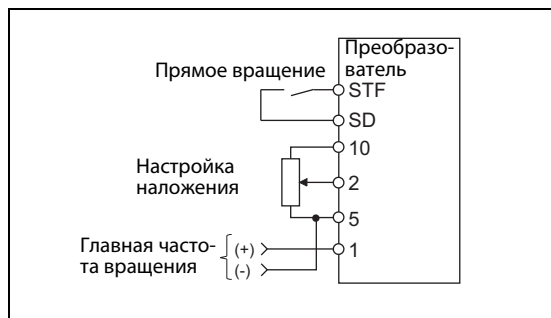 Преобразо-
ватель
Прямое вращение
STF
SD
10
Настройка
наложения
2
5
Главная часто-
та вращения
(+)
(-)
1